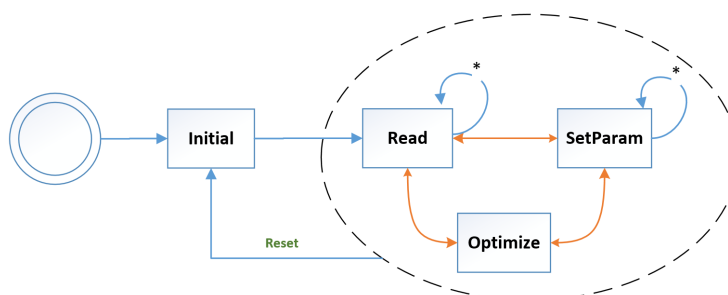 *
*
Initial
Read
SetParam
Reset
Optimize